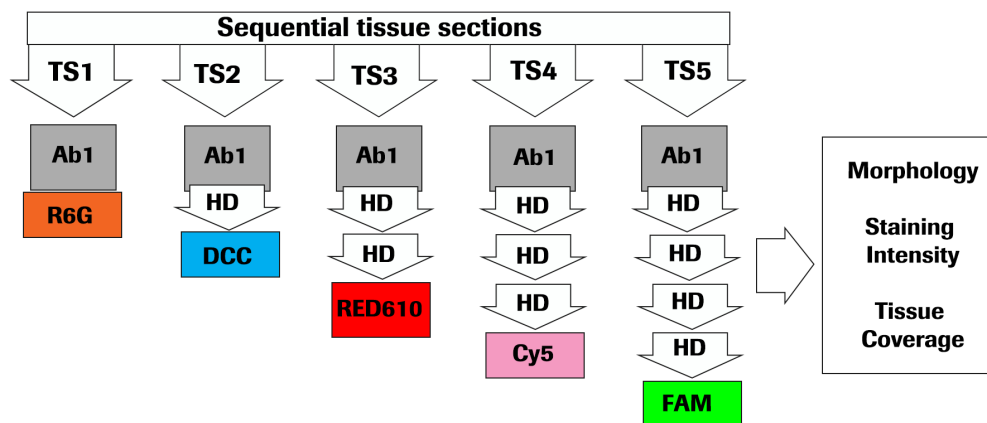 Sequential tissue sections
TS1 TS2 TS3 TS4 TS5
Ab1 Ab1 Ab1 Ab1 Ab1
R6G HD HD HD HD
DCC HD HD HD
RED610 HD HD
Cy5 HD
FAM
Morphology
Staining
Intensity
Tissue
Coverage